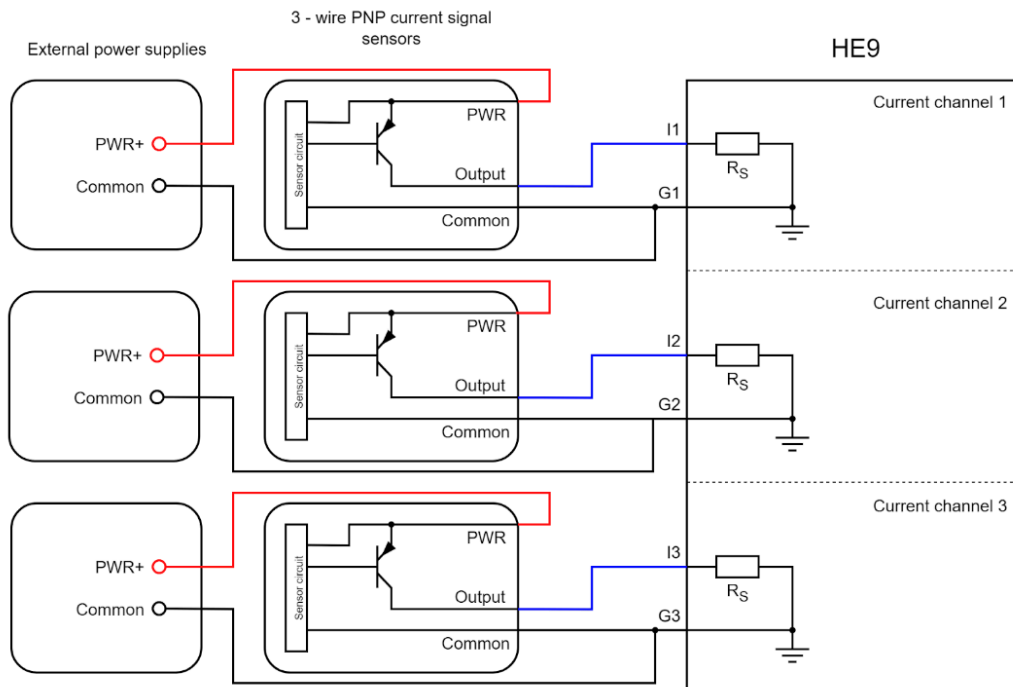 3 - wire PNP current signal
sensors
External power supplies
HE9
PWR+
Common
Sensor circuit
PWR
Output
Common
I1
G1
RS
Current channel 1
PWR+
Common
Sensor circuit
PWR
Output
Common
I2
G2
RS
Current channel 2
PWR+
Common
Sensor circuit
PWR
Output
Common
I3
G3
RS
Current channel 3